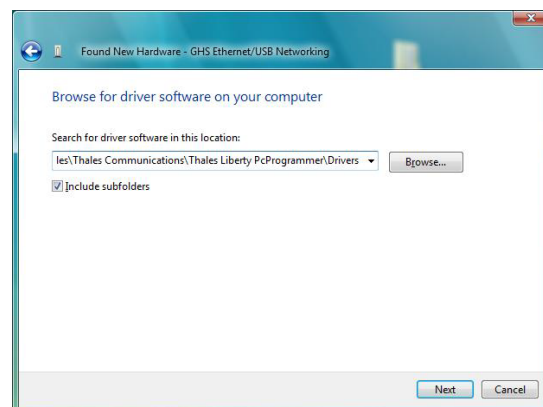 Found New Hardware - GHS Ethernet/USB Networking
Browse for driver software on your computer
Search for driver software in this location:
les\Thales Communications\Thales Liberty PcProgrammer\Drivers
Browse...
Include subfolders
Next
Cancel